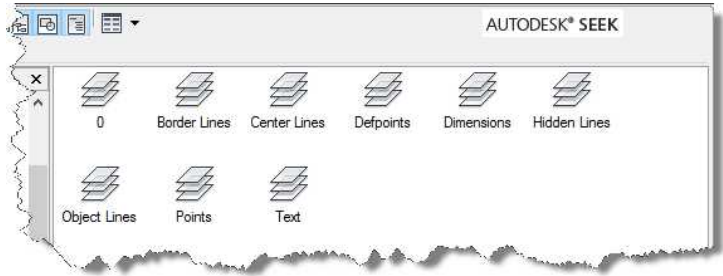 AUTODESK® SEEK
0 Border Lines Center Lines Defpoints Dimensions Hidden Lines
Object Lines Points Text